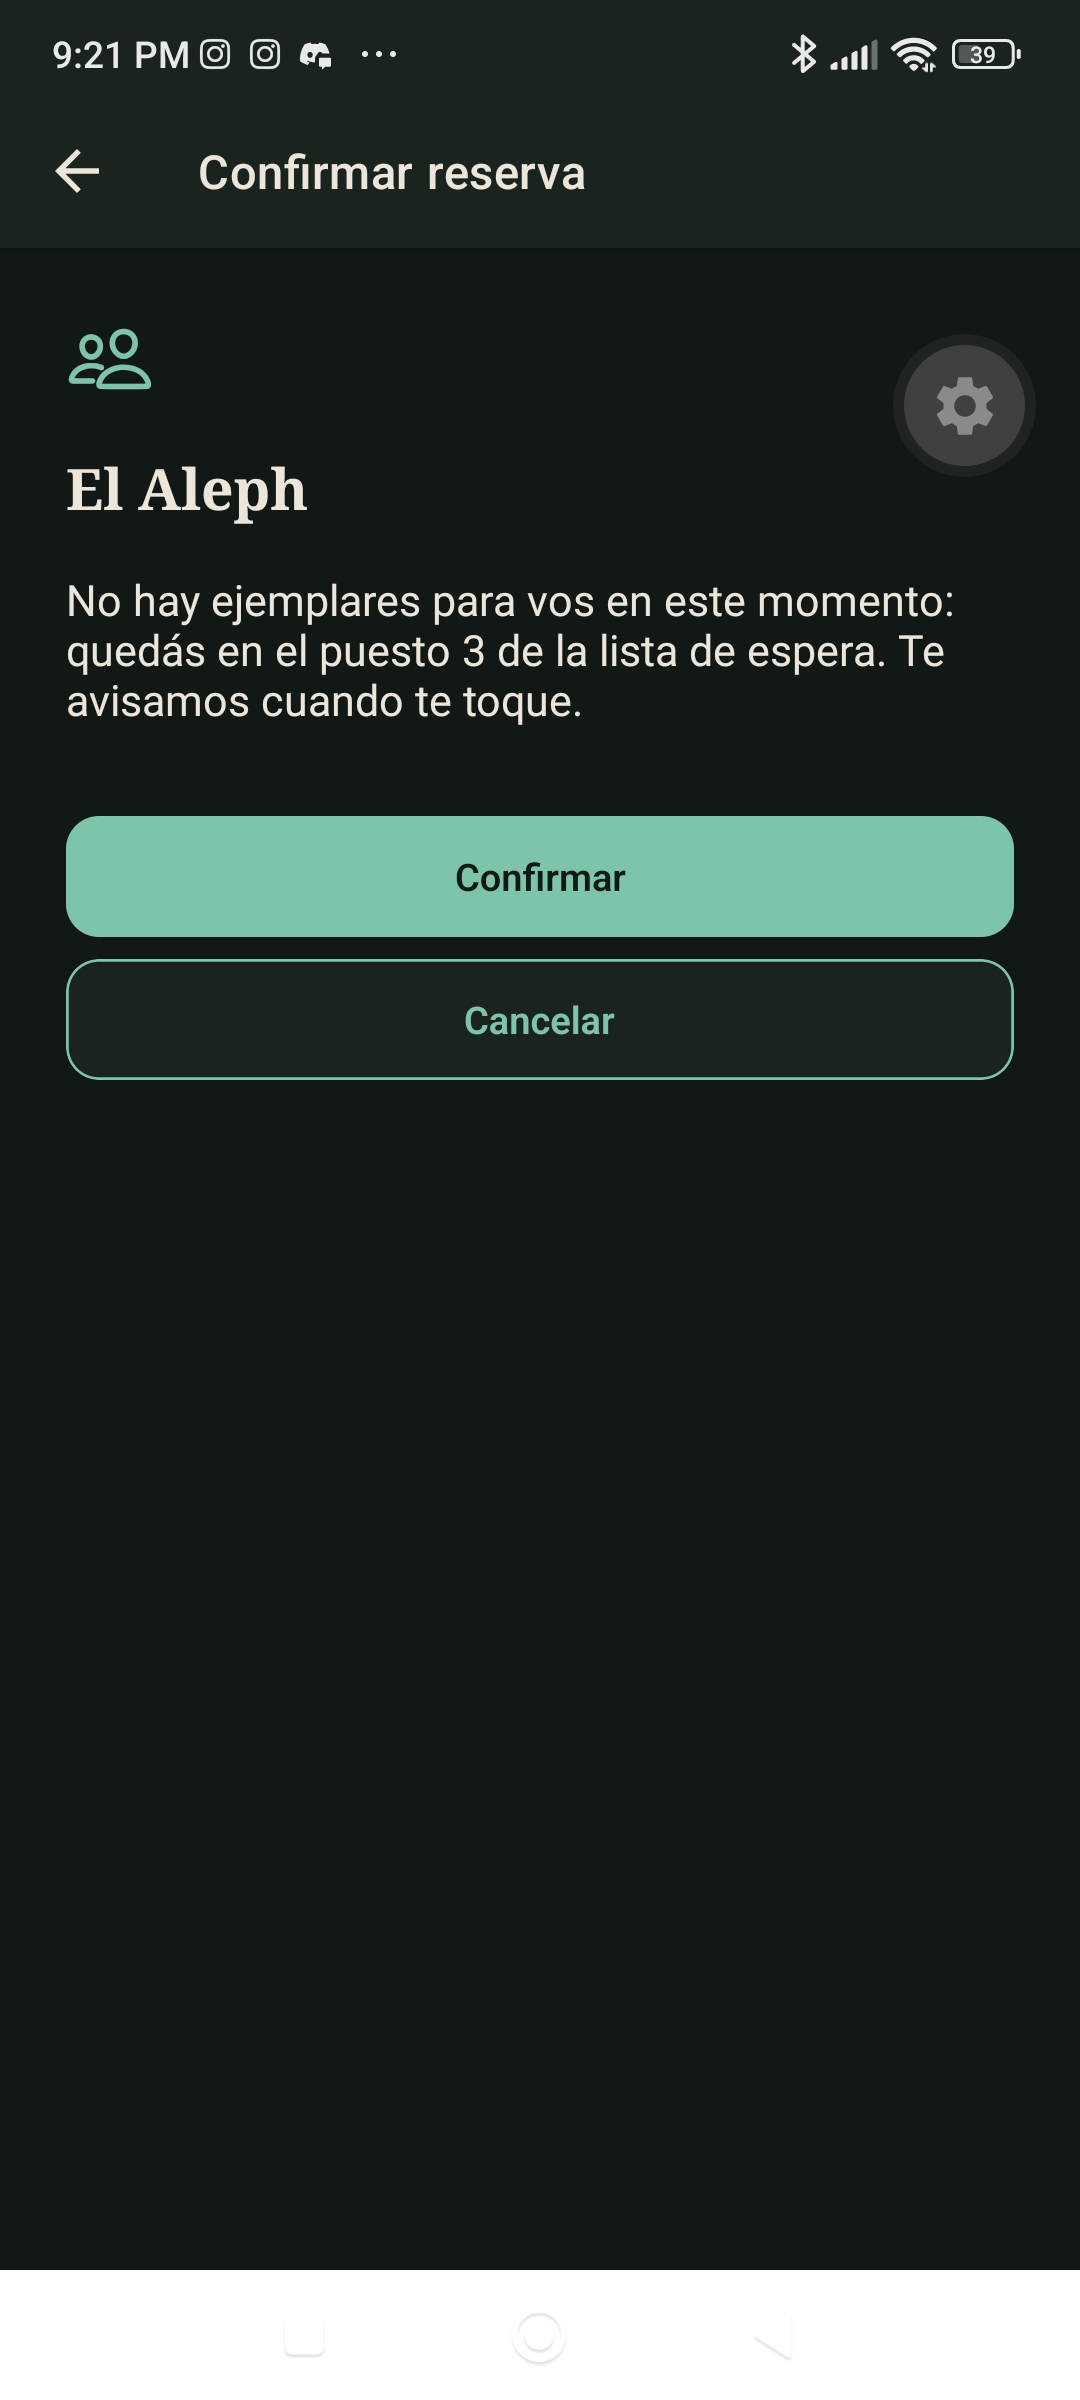 9:21 PM
39
Confirmar reserva
El Aleph
No hay ejemplares para vos en este momento:
quedás en el puesto 3 de la lista de espera. Te
avisamos cuando te toque.
Confirmar
Cancelar